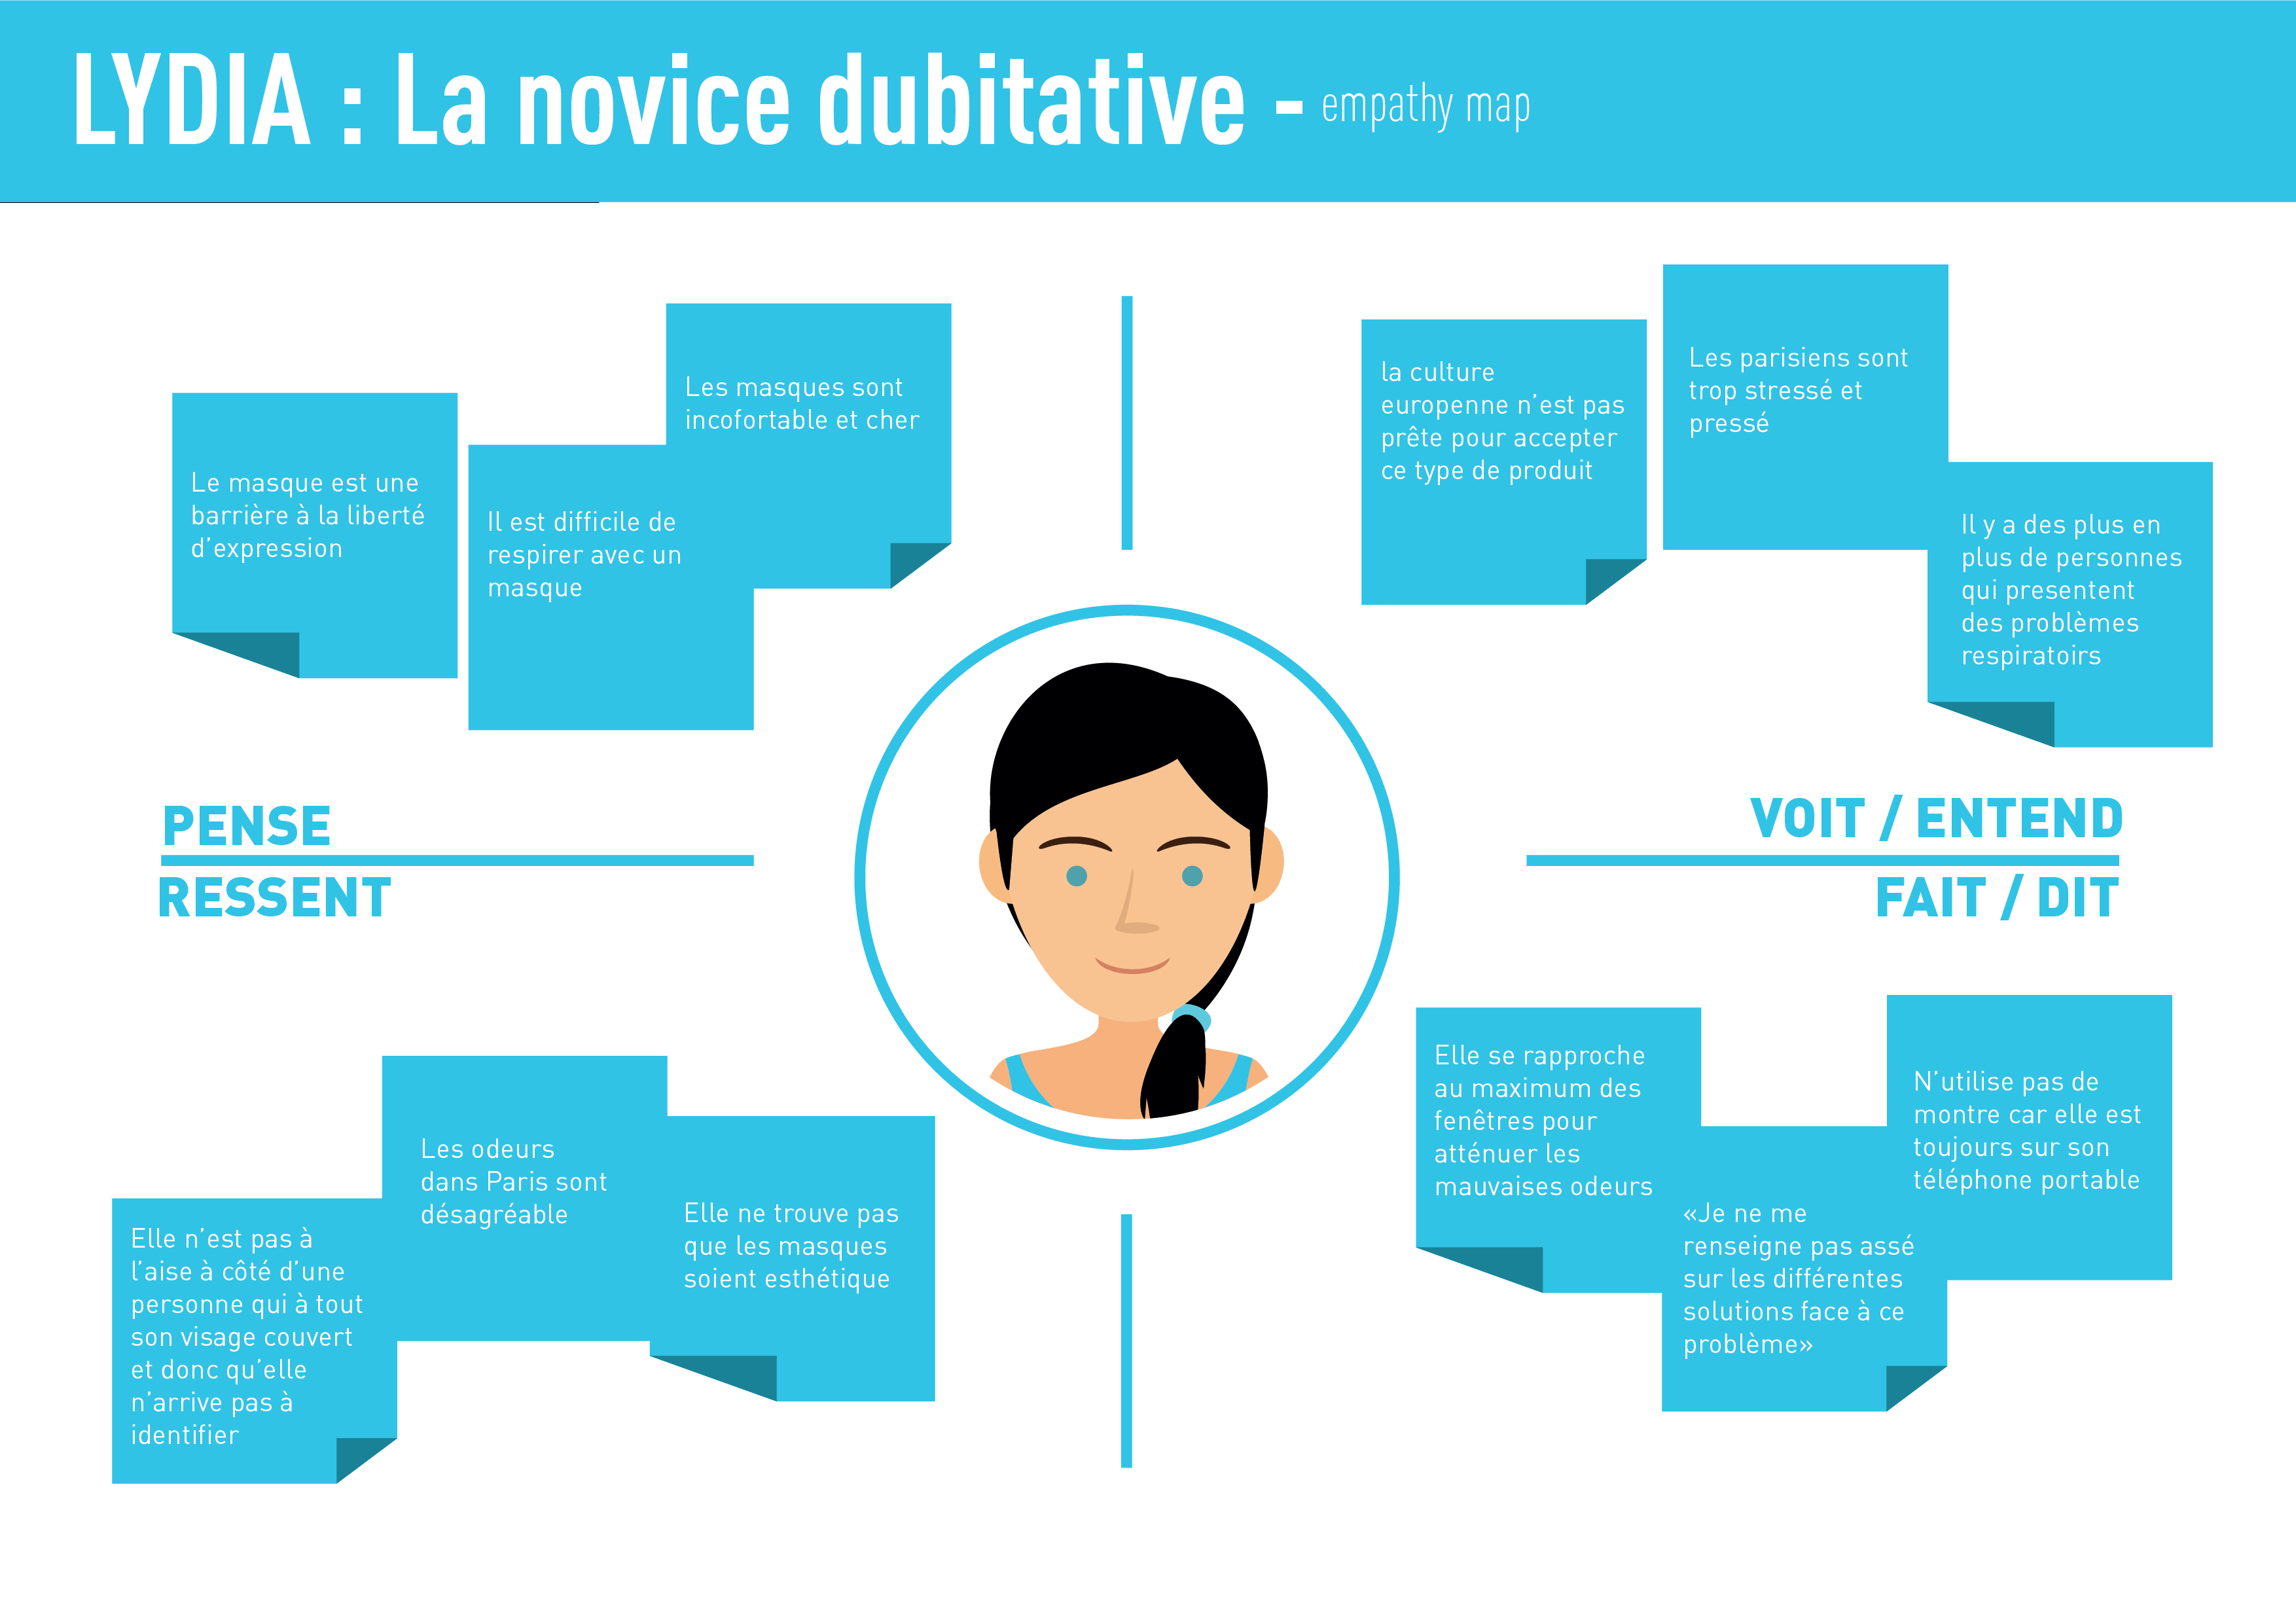 LYDIA : La novice dubitative - empathy map
Le masque est une
barrière à la liberté
d'expression
Il est difficile de
respirer avec un
masque
Les masques sont
incofortable et cher
la culture
europenne n'est pas
prête pour accepter
ce type de produit
Les parisiens sont
trop stressé et
pressé
Il y a des plus en
plus de personnes
qui presentent
des problèmes
respiratoirs
PENSE
RESSENT
VOIT / ENTEND
FAIT / DIT
Elle n'est pas à
l'aise à côté d'une
personne qui à tout
son visage couvert
et donc qu'elle
n'arrive pas à
identifier
Les odeurs
dans Paris sont
désagréable
Elle ne trouve pas
que les masques
soient esthétique
Elle se rapproche
au maximum des
fenêtres pour
atténuer les
mauvaises odeurs
«Je ne me
renseigne pas assé
sur les différentes
solutions face à ce
problème»
N'utilise pas de
montre car elle est
toujours sur son
téléphone portable